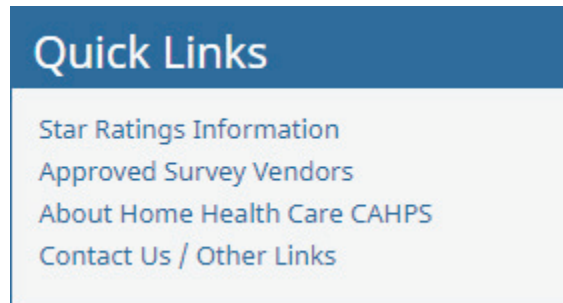 Quick Links
Star Ratings Information
Approved Survey Vendors
About Home Health Care CAHPS
Contact Us / Other Links